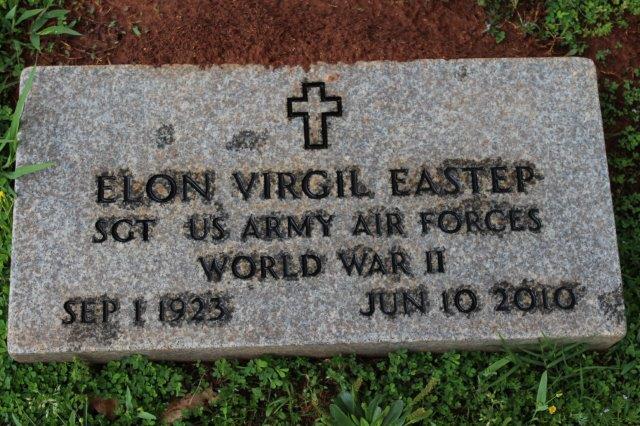 ELON VIRGIL EASTEP
SGT US ARMY AIR FORCES
WORLD WAR II
SEP 1 1923 JUN 10 2010